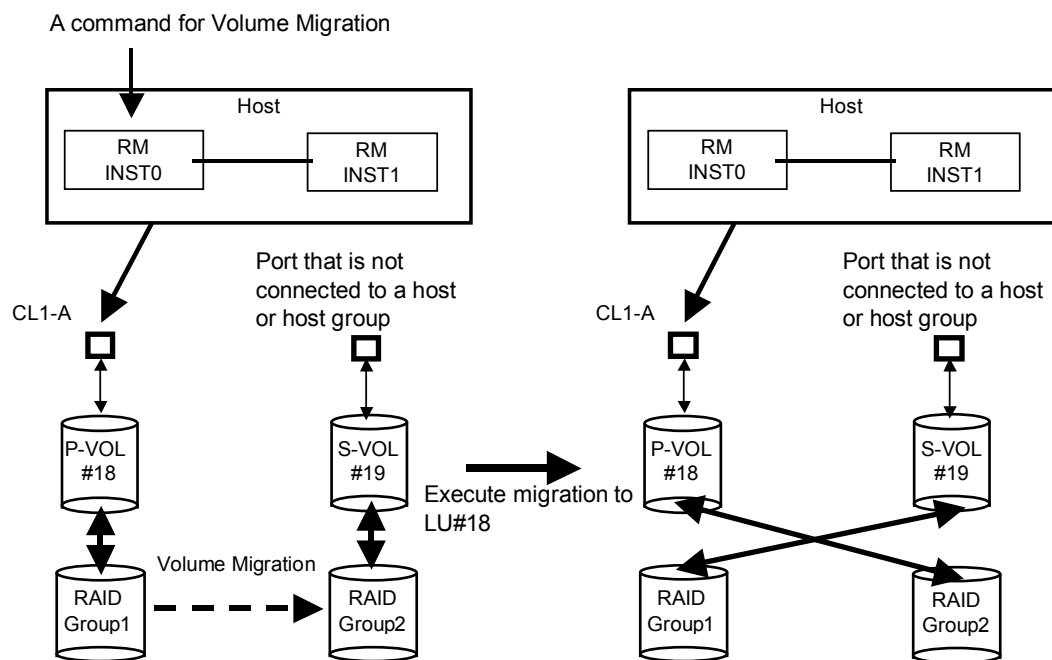 A command for Volume Migration
Host
RM
INST0
RM
INST1
Port that is not
connected to a host
or host group
CL1-A
P-VOL
#18
S-VOL
#19
Volume Migration
RAID
Group1
RAID
Group2
Execute migration to
LU#18
Host
RM
INST0
RM
INST1
Port that is not
connected to a host
or host group
CL1-A
P-VOL
#18
S-VOL
#19
RAID
Group1
RAID
Group2